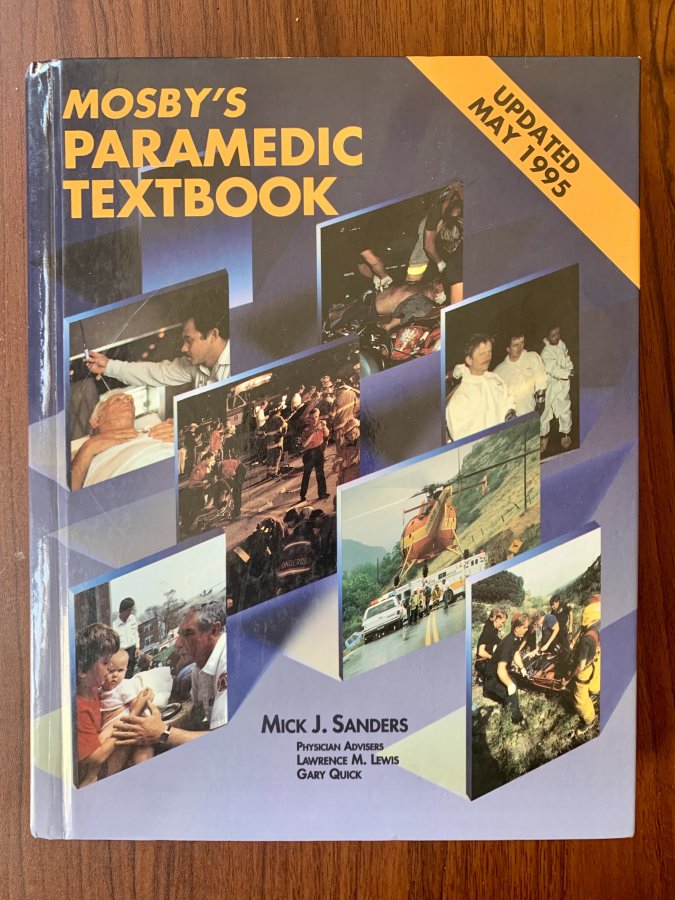 MOSBY'S
PARAMEDIC
TEXTBOOK
UPDATED
MAY 1995
MICK J. SANDERS
PHYSICIAN ADVISERS
LAWRENCE M. LEWIS
GARY QUICK